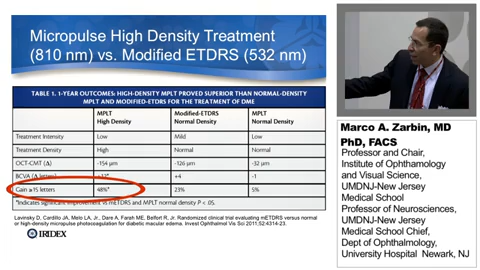 Micropulse High Density Treatment
(810 nm) vs. Modified ETDRS (532 nm)
TABLE 1. 1-YEAR OUTCOMES: HIGH-DENSITY MPLT PROVED SUPERIOR THAN NORMAL-DENSITY
MPLT AND MODIFIED-ETDRS FOR THE TREATMENT OF DME
MPLT
High Density
Modified-ETDRS
Normal Density
MPLT
Normal Density
Treatment Intensity Low Mild Low
Treatment Density High Normal Normal
OCT-CMT (Δ) -154 µm -126 µm -32 µm
BCVA (Δ letters) +12* +4 -1
Gain ≥15 letters 48%* 23% 5%
*Indicates significant improvement vs mETDRS and MPLT normal density P < .05.
Lavinsky D, Cardillo JA, Melo LA, Jr., Dare A, Farah ME, Belfort R, Jr. Randomized clinical trial evaluating mETDRS versus normal
or high-density micropulse photocoagulation for diabetic macular edema. Invest Ophthalmol Vis Sci 2011;52:4314-23.
IRIDEX
Marco A. Zarbin, MD
PhD, FACS
Professor and Chair,
Institute of Ophthamology
and Visual Science,
UMDNJ-New Jersey
Medical School
Professor of Neurosciences,
UMDNJ-New Jersey
Medical School Chief,
Dept of Ophthalmology,
University Hospital Newark, NJ